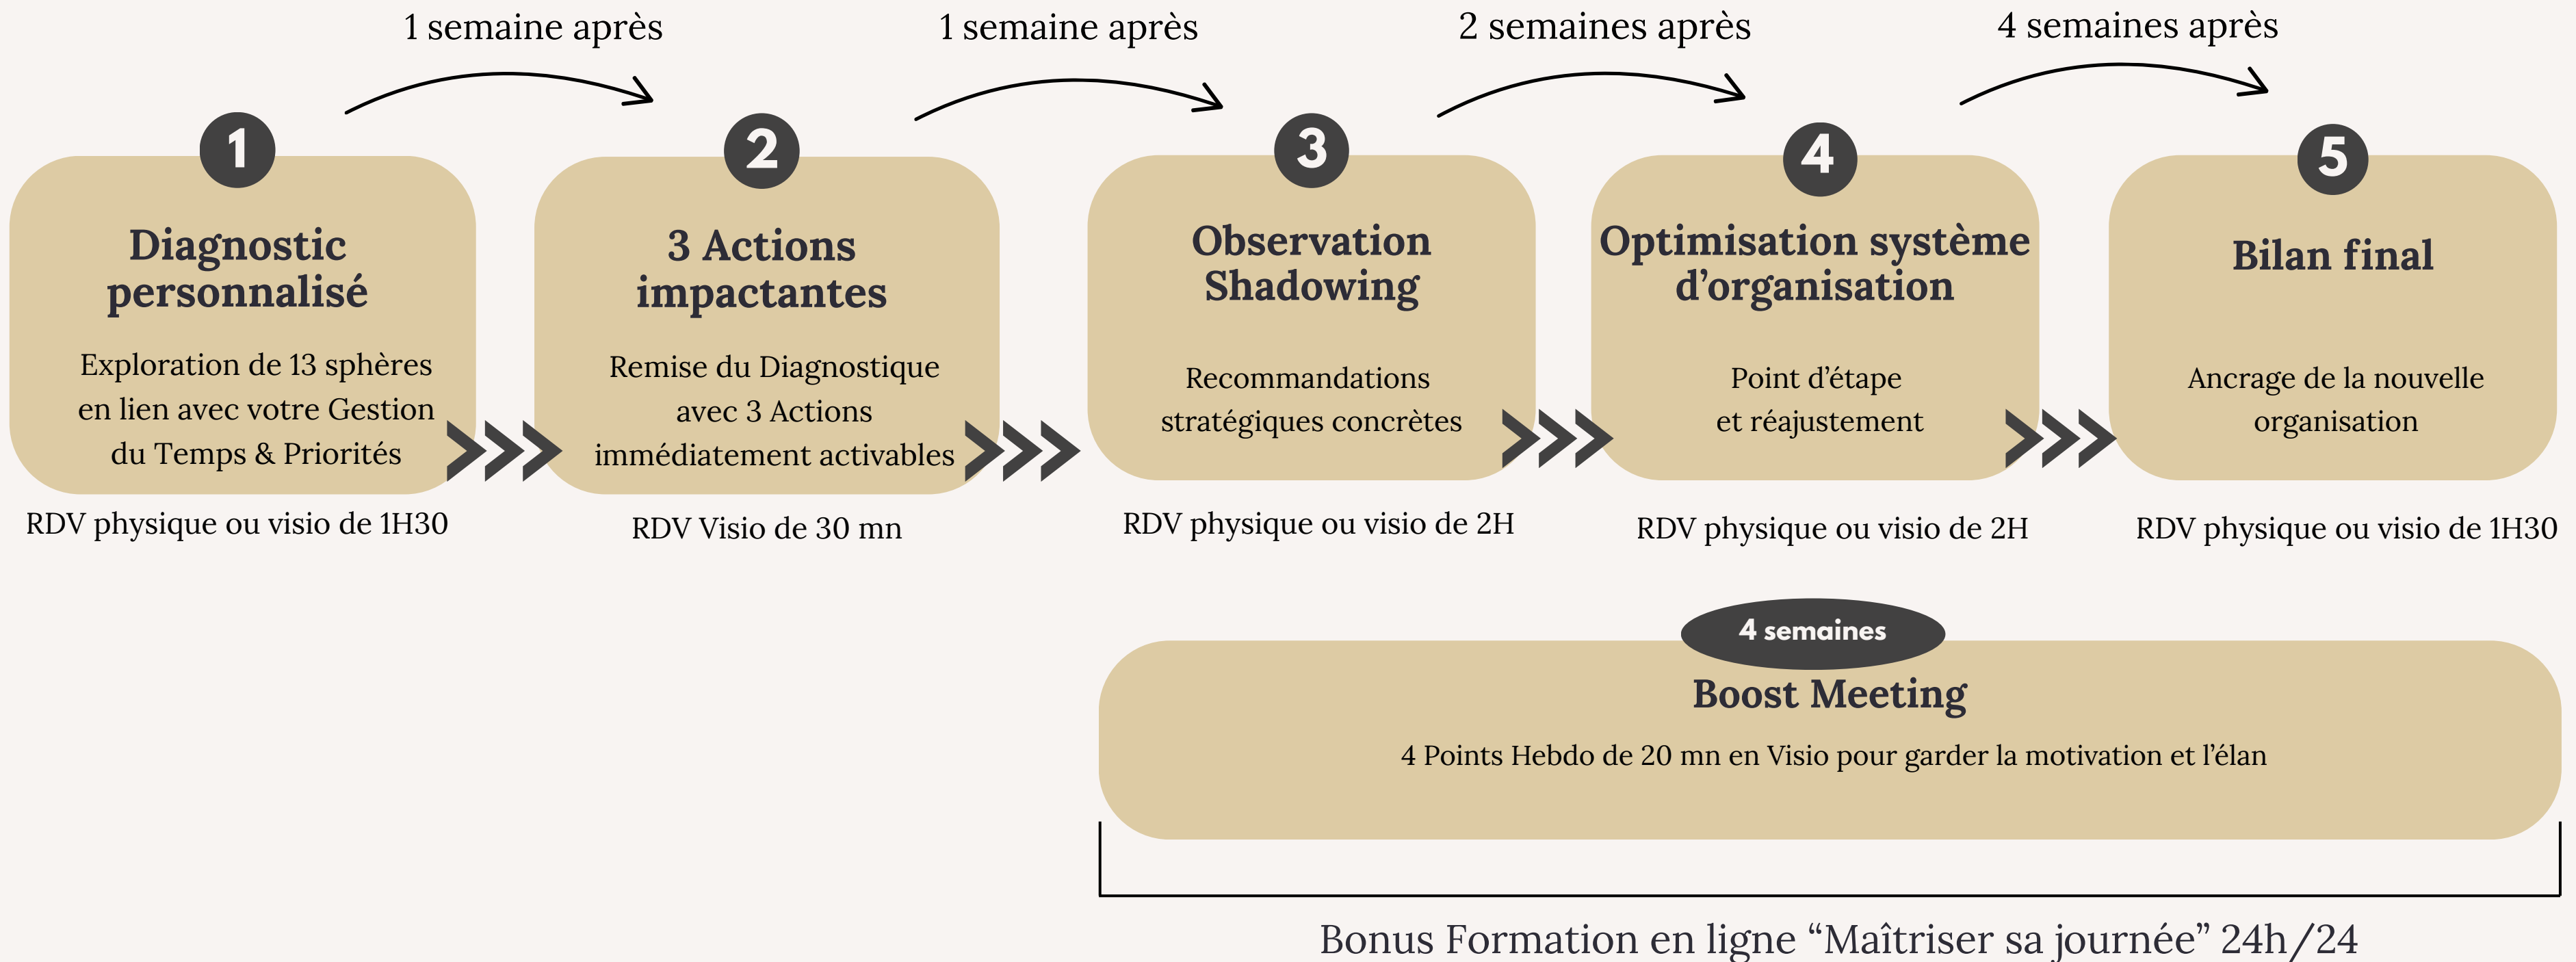 1 semaine après
1 semaine après
2 semaines après
4 semaines après
1
Diagnostic
personnalisé
Exploration de 13 sphères
en lien avec votre Gestion
du Temps & Priorités
RDV physique ou visio de 1H30
2
3 Actions
impactantes
Remise du Diagnostique
avec 3 Actions
immédiatement activables
RDV Visio de 30 mn
3
Observation
Shadowing
Recommandations
stratégiques concrètes
RDV physique ou visio de 2H
4
Optimisation système
d’organisation
Point d’étape
et réajustement
RDV physique ou visio de 2H
5
Bilan final
Ancrage de la nouvelle
organisation
RDV physique ou visio de 1H30
4 semaines
Boost Meeting
4 Points Hebdo de 20 mn en Visio pour garder la motivation et l’élan
Bonus Formation en ligne “Maîtriser sa journée” 24h/24